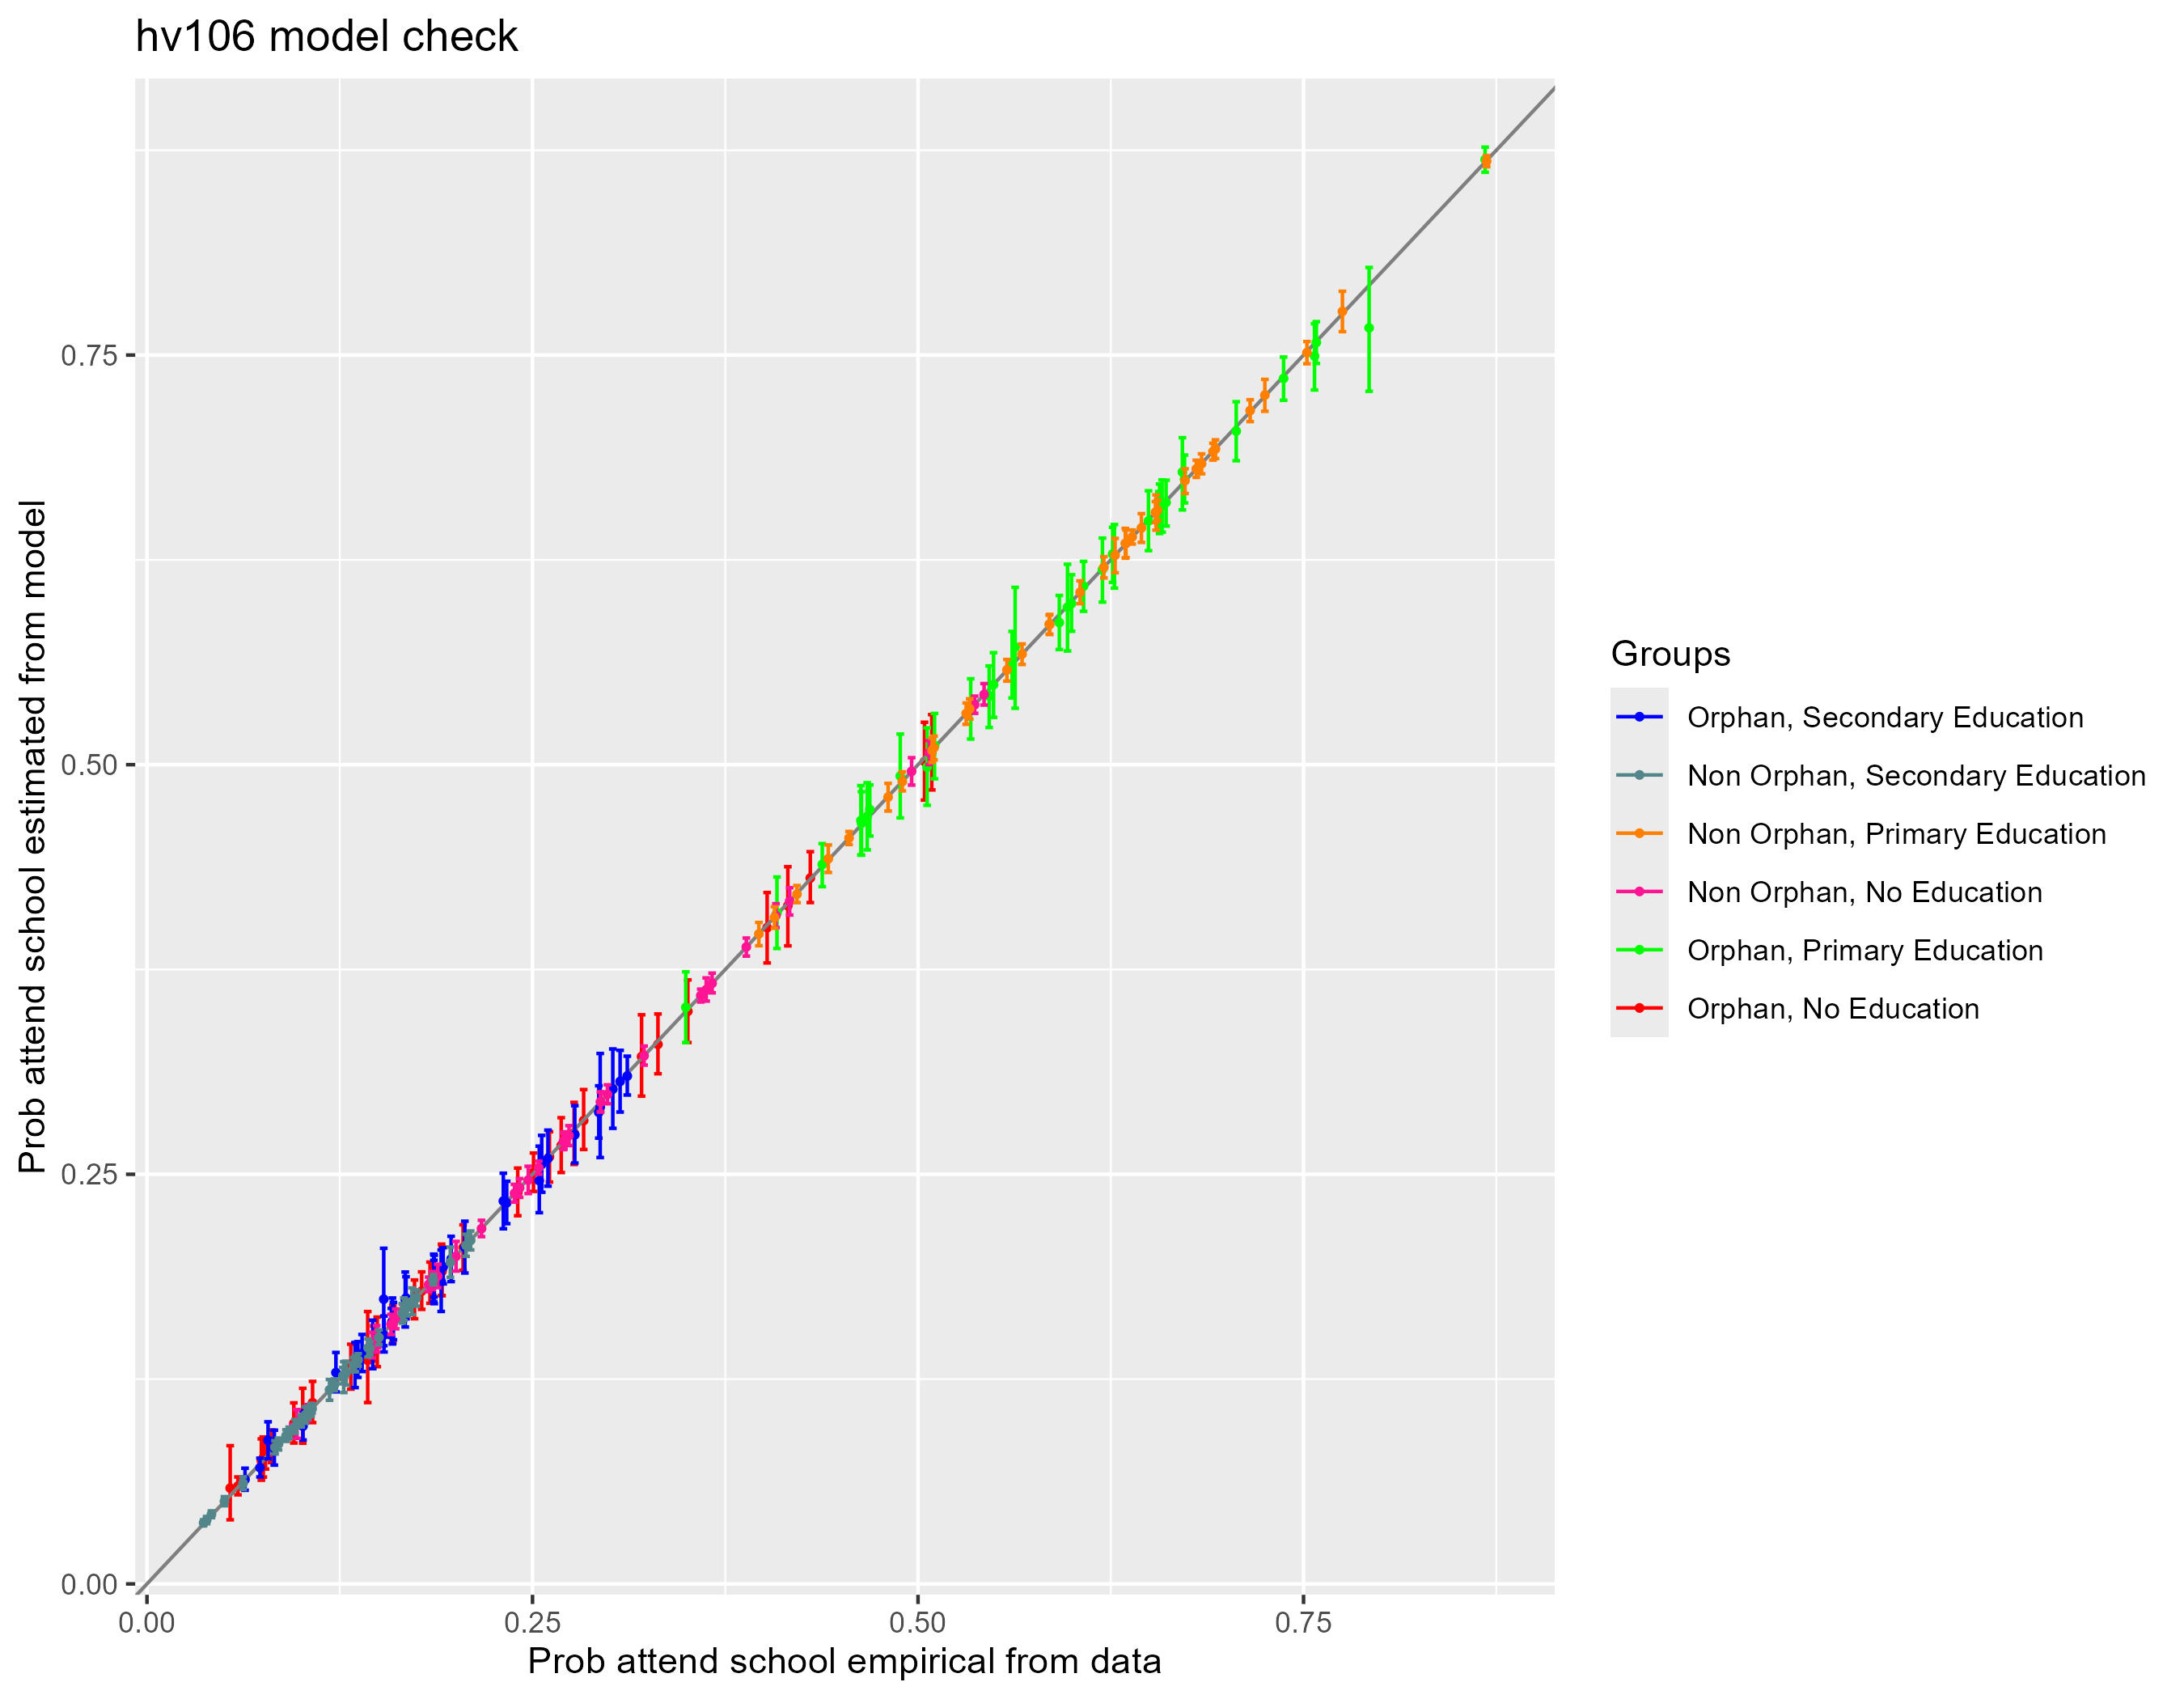 hv106 model check
Prob attend school estimated from model
0.75
0.50
0.25
0.00
0.00 0.25 0.50 0.75
Prob attend school empirical from data
Groups
Orphan, Secondary Education
Non Orphan, Secondary Education
Non Orphan, Primary Education
Non Orphan, No Education
Orphan, Primary Education
Orphan, No Education